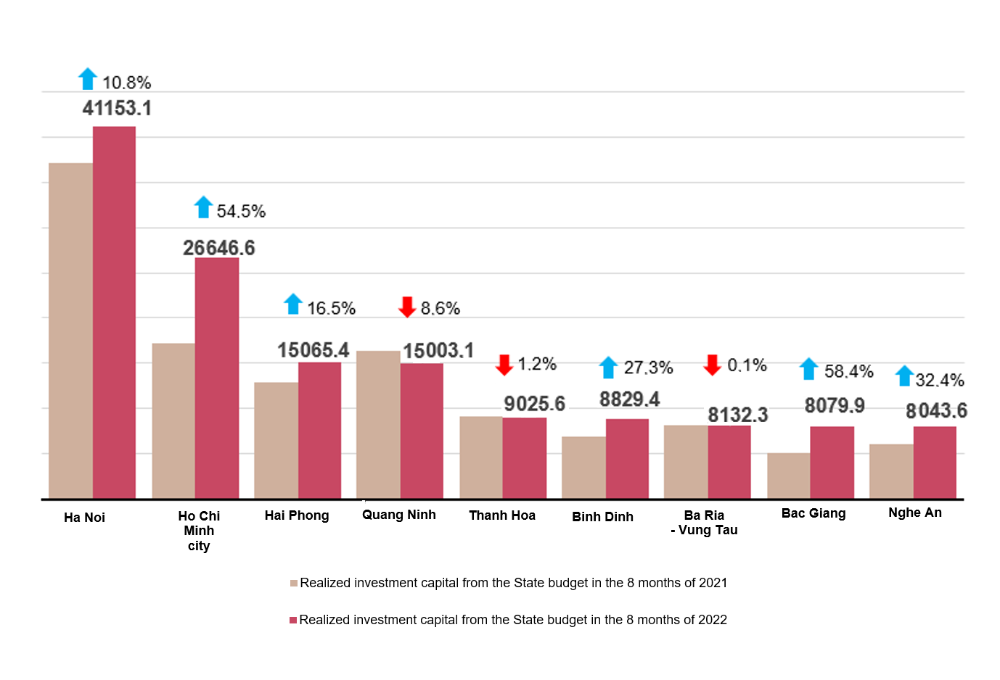 10.8%
41153.1
54.5%
26646.6
16.5%
15065.4
8.6%
15003.1
1.2%
9025.6
27.3%
8829.4
0.1%
8132.3
58.4%
8079.9
32.4%
8043.6
Ha Noi
Ho Chi
Minh
city
Hai Phong
Quang Ninh
Thanh Hoa
Binh Dinh
Ba Ria
- Vung Tau
Bac Giang
Nghe An
Realized investment capital from the State budget in the 8 months of 2021
Realized investment capital from the State budget in the 8 months of 2022